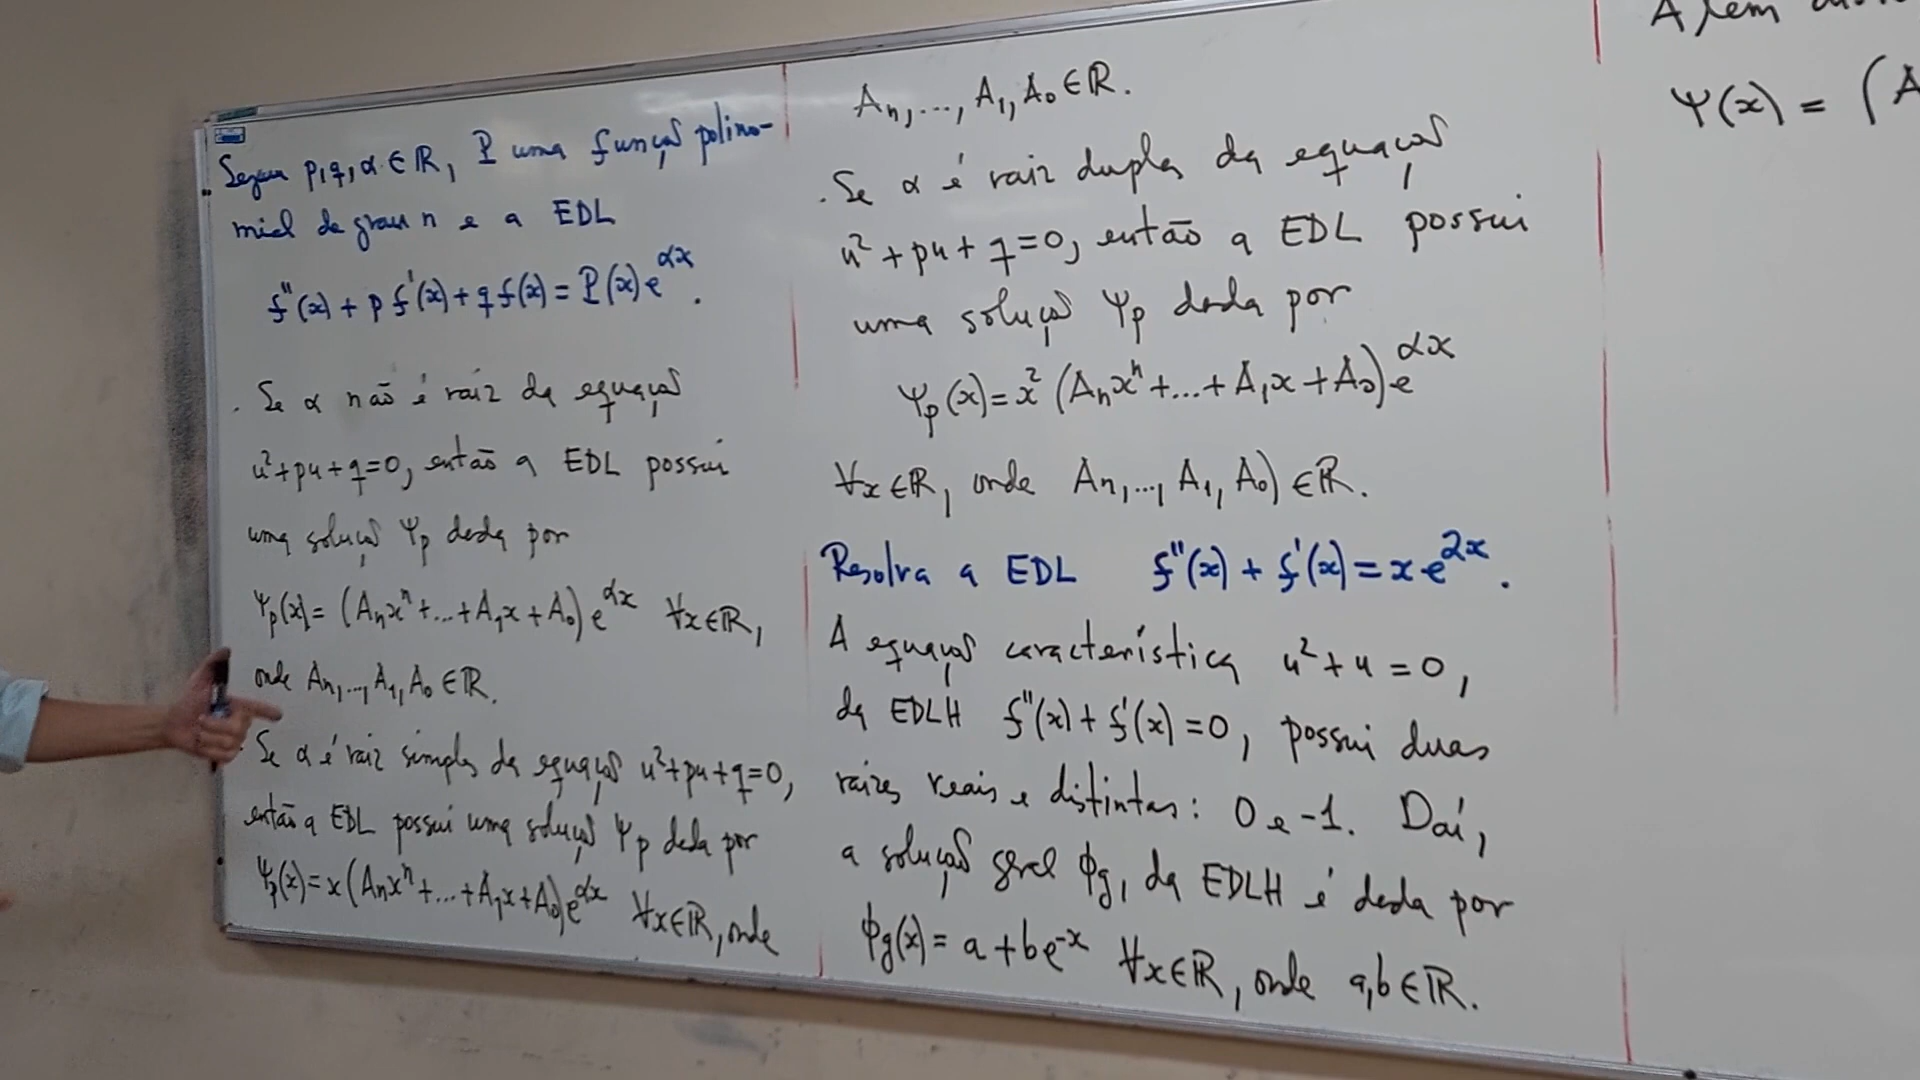 . Sejam p, q, α ∈ ℝ, P uma função polino-
mial de grau n e a EDL
f''(x) + p f'(x) + q f(x) = P(x) e^{αx}.
. Se α não é raiz da equação
u² + pu + q = 0, então a EDL possui
uma solução Ψp dada por
Ψp(x) = (Anxⁿ + ... + A₁x + A₀) e^{αx} ∀x ∈ ℝ,
onde An, ..., A₁, A₀ ∈ ℝ.
. Se α é raiz simples da equação u² + pu + q = 0,
então a EDL possui uma solução Ψp dada por
Ψp(x) = x (Anxⁿ + ... + A₁x + A₀) e^{αx} ∀x ∈ ℝ, onde
An, ..., A₁, A₀ ∈ ℝ.
. Se α é raiz dupla da equação
u² + pu + q = 0, então a EDL possui
uma solução Ψp dada por
Ψp(x) = x² (Anxⁿ + ... + A₁x + A₀) e^{αx}
∀x ∈ ℝ, onde An, ..., A₁, A₀) ∈ ℝ.
Resolva a EDL f''(x) + f'(x) = x e^{2x}.
A equação característica u² + u = 0,
da EDLH f''(x) + f'(x) = 0, possui duas
raízes reais e distintas: 0 e -1. Daí,
a solução geral ϕg, da EDLH é dada por
ϕg(x) = a + be^{-x} ∀x ∈ ℝ, onde a, b ∈ ℝ.
Além
Ψ(x) = (A